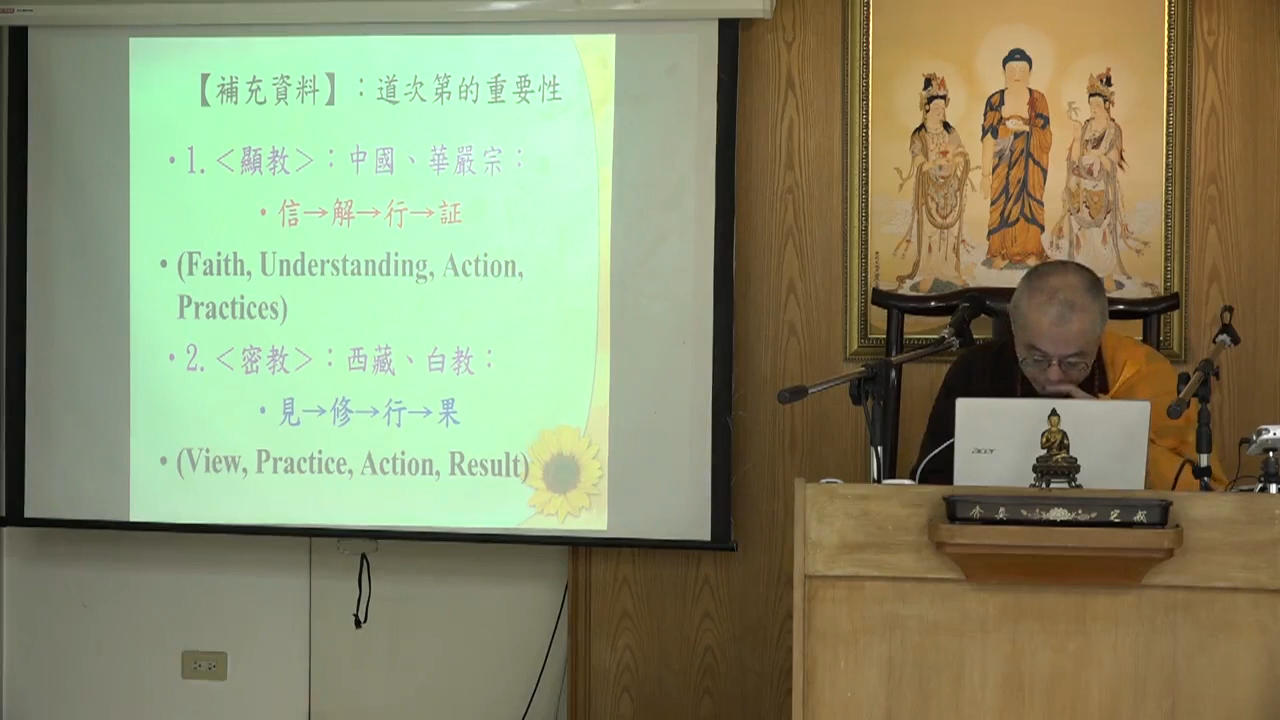 【補充資料】：道次第的重要性
• 1.＜顯教＞：中國、華嚴宗：
• 信→解→行→証
• (Faith, Understanding, Action,
Practices)
• 2.＜密教＞：西藏、白教：
• 見→修→行→果
• (View, Practice, Action, Result)
acer